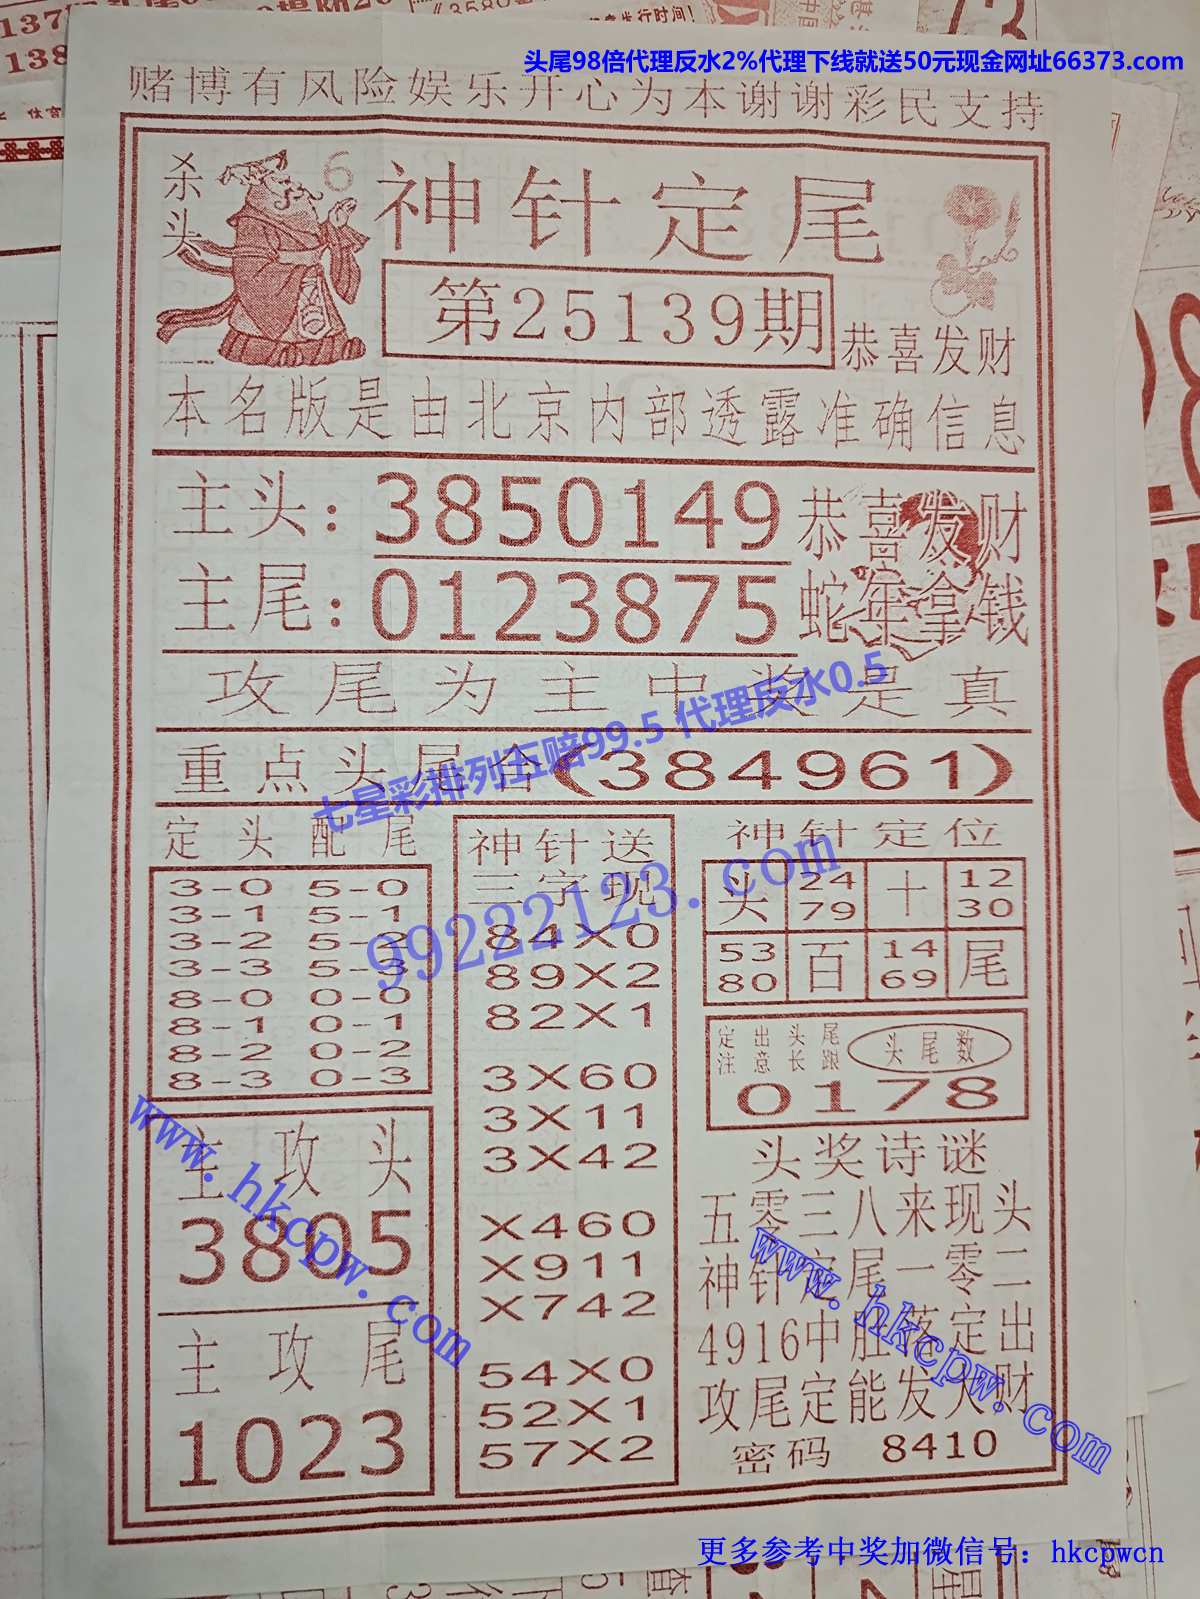 头尾98倍代理反水2%代理下线就送50元现金网址66373.com
赌博有风险娱乐开心为本谢谢彩民支持
杀头
6
神针定尾
第25139期
恭喜发财
本名版是由北京内部透露准确信息
主头：3850149
恭喜发财
主尾：0123875
蛇年拿钱
攻尾为主中奖是真
七星彩排列五赔99.5 代理反水0.5
重点头尾合(384961)
定头配尾
3-0 5-0
3-1 5-1
3-2 5-2
3-3 5-3
8-0 0-0
8-1 0-1
8-2 0-2
8-3 0-3
主攻头
3805
主攻尾
1023
神针送
三字现
84X0
89X2
82X1
3X60
3X11
3X42
X460
X911
X742
54X0
52X1
57X2
99222123.com
神针定位
头 24 十 12
79 30
53 百 14 尾
80 69
定出头尾
注意长跟
头尾数
0178
头奖诗谜
五零三八来现头
神针定尾一零二
4916中肚落定出
攻尾定能发大财
密码 8410
www.hkcpw.com
www.hkcpw.com
更多参考中奖加微信号：hkcpwcn